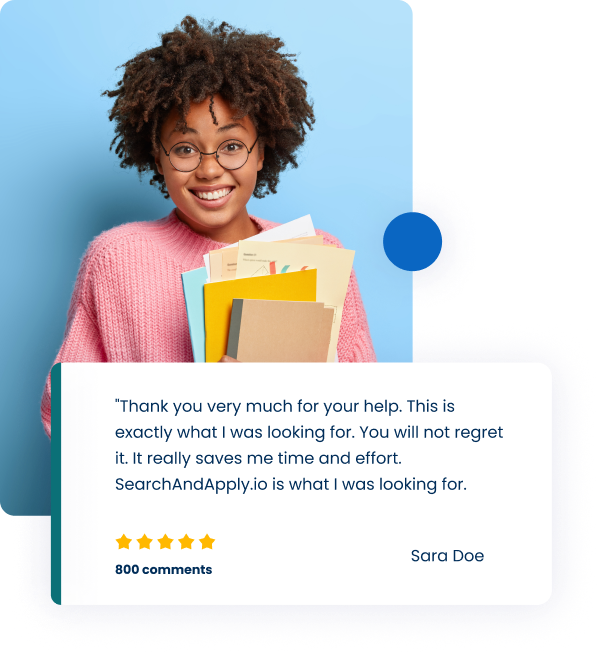 "Thank you very much for your help. This is
exactly what I was looking for. You will not regret
it. It really saves me time and effort.
SearchAndApply.io is what I was looking for.
800 comments
Sara Doe